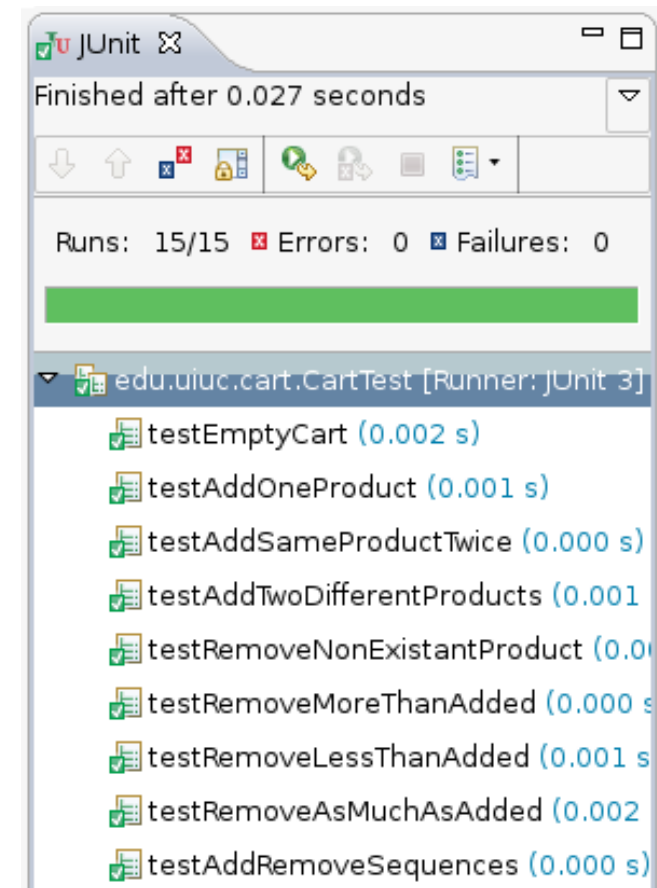 JUnit
Finished after 0.027 seconds
Runs: 15/15 Errors: 0 Failures: 0
edu.uiuc.cart.CartTest [Runner: JUnit 3]
testEmptyCart (0.002 s)
testAddOneProduct (0.001 s)
testAddSameProductTwice (0.000 s)
testAddTwoDifferentProducts (0.001
testRemoveNonExistantProduct (0.0
testRemoveMoreThanAdded (0.000 s
testRemoveLessThanAdded (0.001 s
testRemoveAsMuchAsAdded (0.002
testAddRemoveSequences (0.000 s)